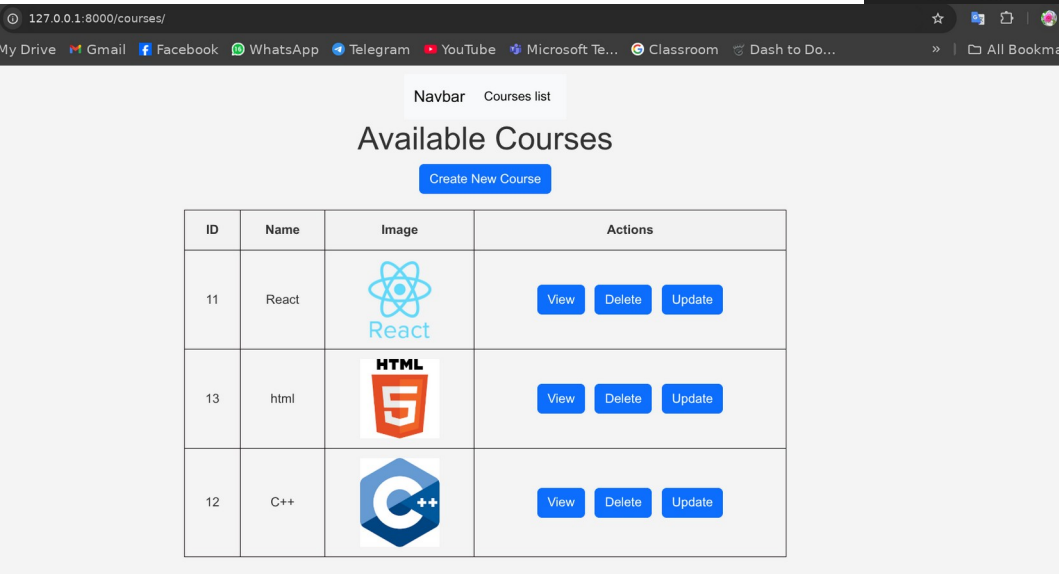 127.0.0.1:8000/courses/
My Drive Gmail Facebook WhatsApp Telegram YouTube Microsoft Te... Classroom Dash to Do... » All Bookma
Navbar Courses list
Available Courses
Create New Course
ID Name Image Actions
11 React React View Delete Update
13 html HTML 5 View Delete Update
12 C++ C++ View Delete Update